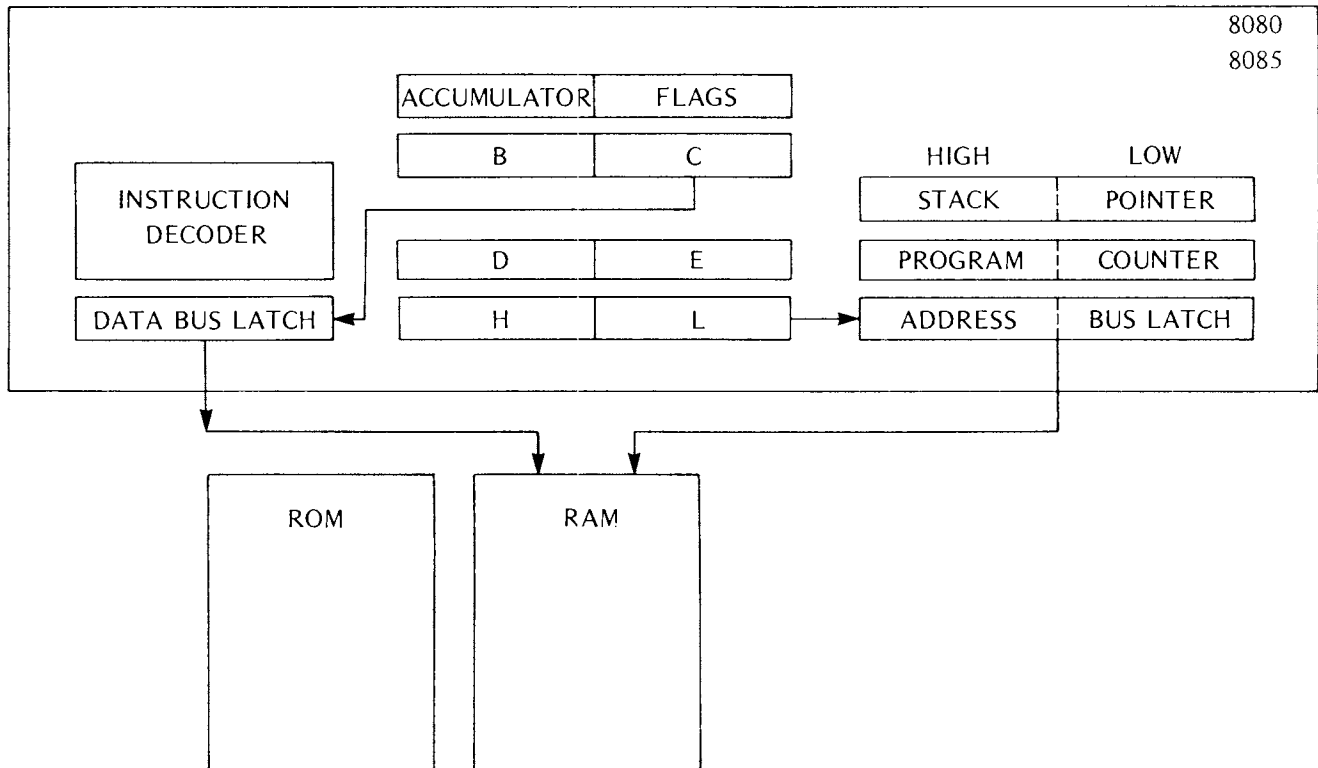 8080
8085
ACCUMULATOR FLAGS
B C
HIGH LOW
INSTRUCTION
DECODER
STACK POINTER
D E
PROGRAM COUNTER
DATA BUS LATCH
H L
ADDRESS BUS LATCH
ROM
RAM